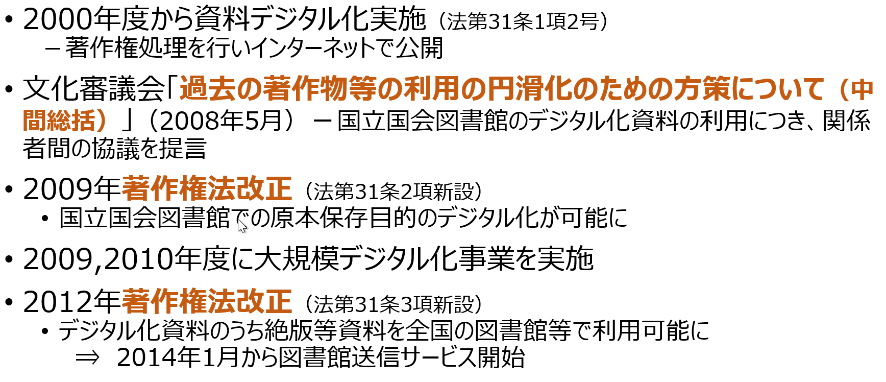 • 2000年度から資料デジタル化実施（法第31条1項2号）
－著作権処理を行いインターネットで公開
• 文化審議会「過去の著作物等の利用の円滑化のための方策について（中
間総括）」（2008年5月）－国立国会図書館のデジタル化資料の利用につき、関係
者間の協議を提言
• 2009年著作権法改正（法第31条2項新設）
• 国立国会図書館での原本保存目的のデジタル化が可能に
• 2009,2010年度に大規模デジタル化事業を実施
• 2012年著作権法改正（法第31条3項新設）
• デジタル化資料のうち絶版等資料を全国の図書館等で利用可能に
⇒ 2014年1月から図書館送信サービス開始